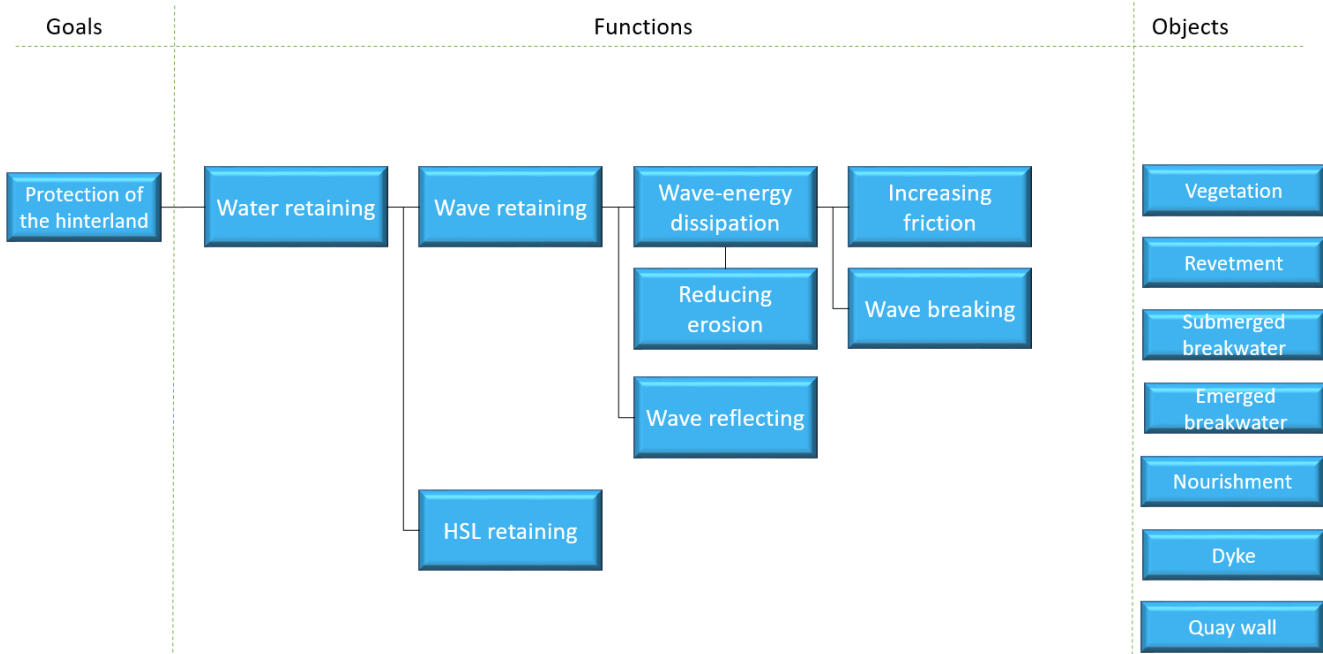 Goals
Functions
Objects
Protection of
the hinterland
Water retaining
Wave retaining
Wave-energy
dissipation
Increasing
friction
Reducing
erosion
Wave breaking
Wave reflecting
HSL retaining
Vegetation
Revetment
Submerged
breakwater
Emerged
breakwater
Nourishment
Dyke
Quay wall